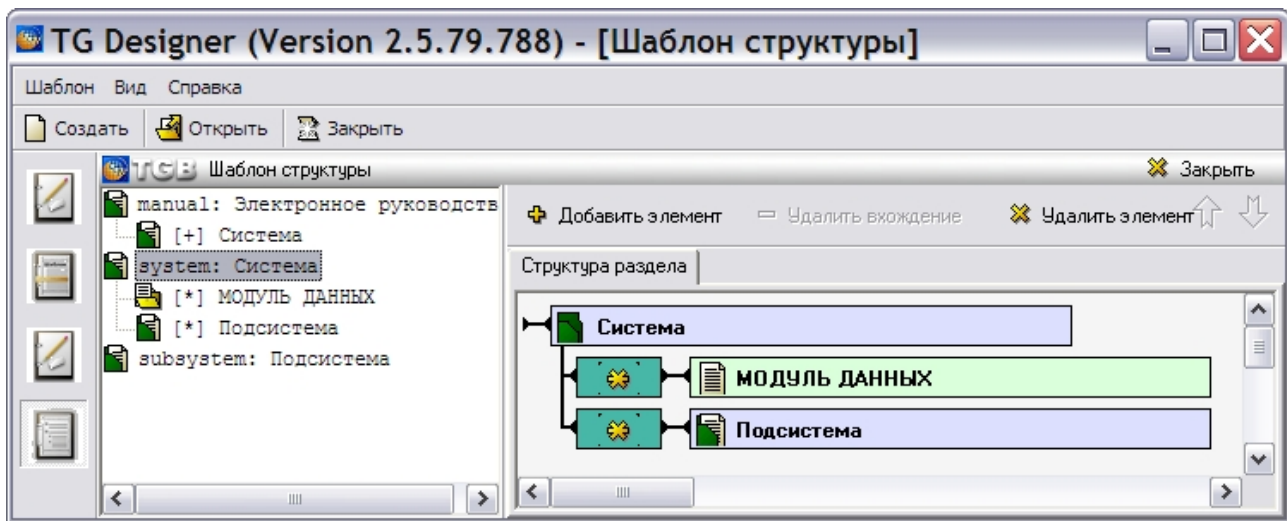 TG Designer (Version 2.5.79.788) - [Шаблон структуры]
Шаблон Вид Справка
Создать Открыть Закрыть
TGB Шаблон структуры Закрыть
manual: Электронное руководств
[+] Система
system: Система
[*] МОДУЛЬ ДАННЫХ
[*] Подсистема
subsystem: Подсистема
Добавить элемент Удалить вхождение Удалить элемент
Структура раздела
Система
МОДУЛЬ ДАННЫХ
Подсистема